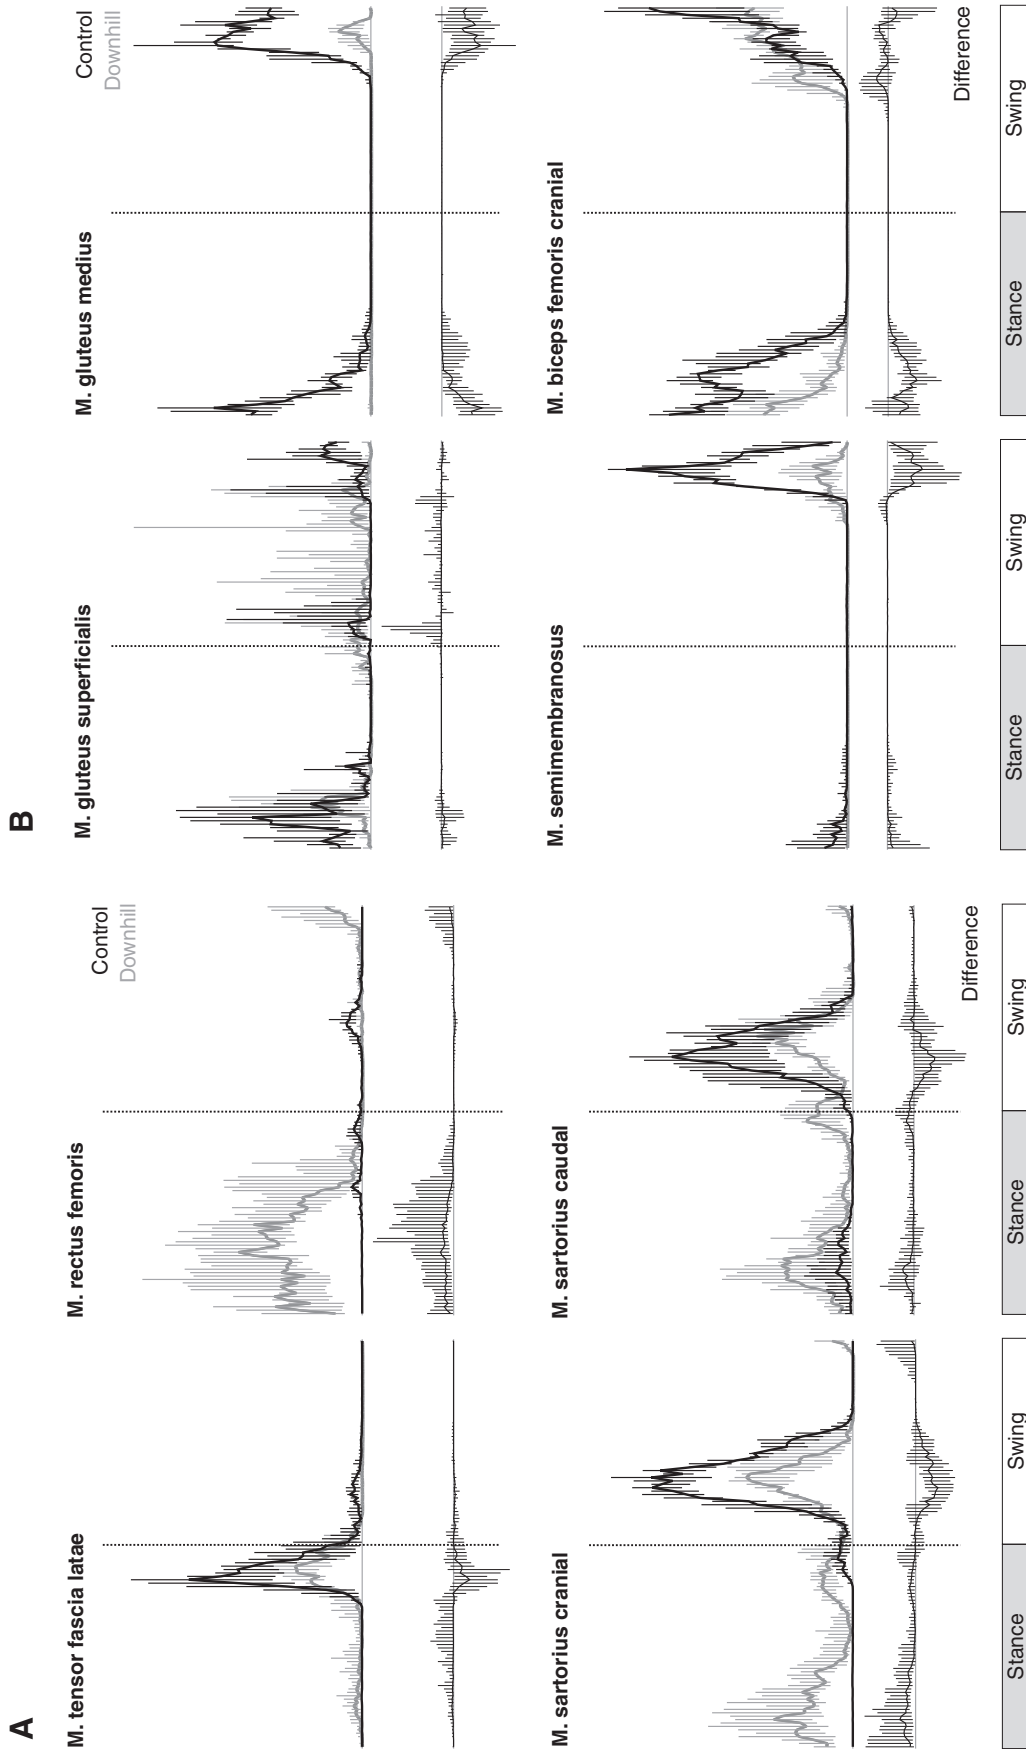 A
M. tensor fascia latae
M. rectus femoris
Control
Downhill
M. sartorius cranial
M. sartorius caudal
Difference
Stance
Swing
Stance
Swing
B
M. gluteus superficialis
M. gluteus medius
Control
Downhill
M. semimembranosus
M. biceps femoris cranial
Difference
Stance
Swing
Stance
Swing